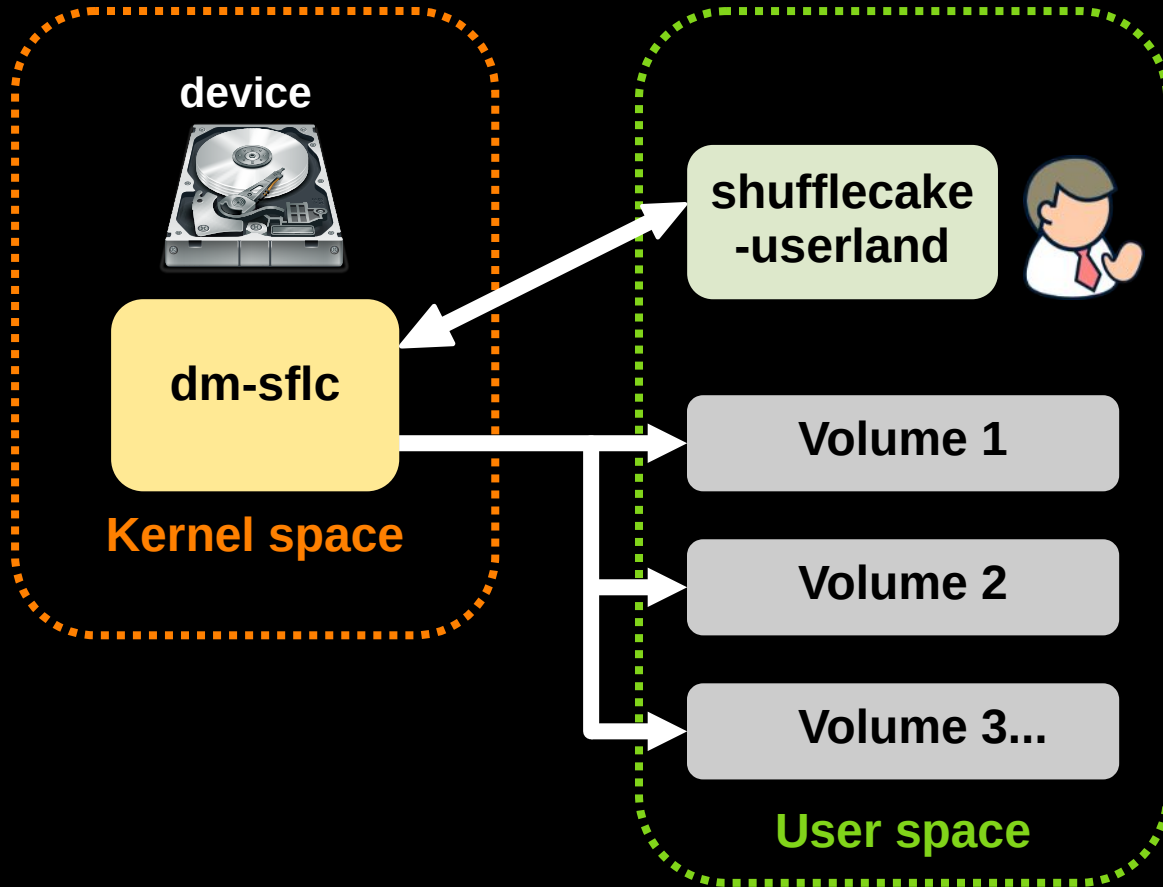 device
dm-sflc
Kernel space
shufflecake
-userland
Volume 1
Volume 2
Volume 3...
User space